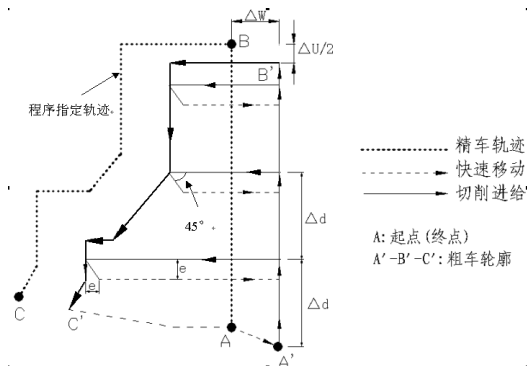 △W
B
△U/2
B'
程序指定轨迹。
精车轨迹
快速移动
切削进给
45°。
△d
A:起点(终点)
A'-B'-C':粗车轮廓
e
e
△d
C
C'
A
A'